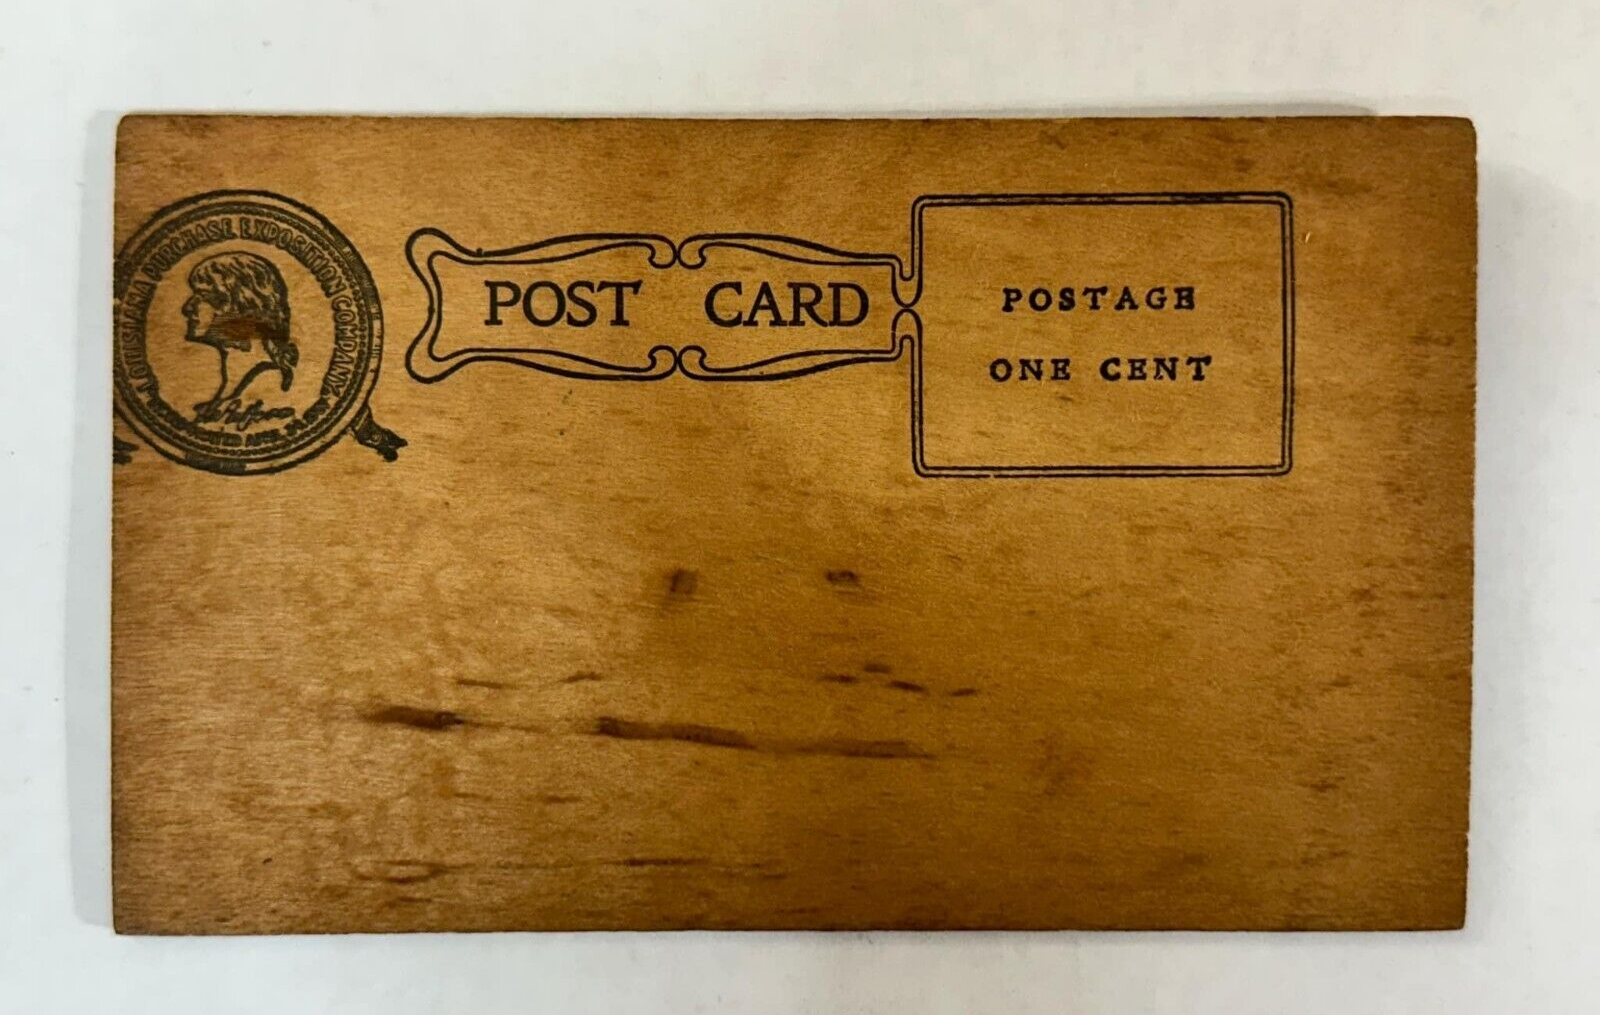 LOUISIANA PURCHASE EXPOSITION COMPANY.
POST CARD
POSTAGE
ONE CENT